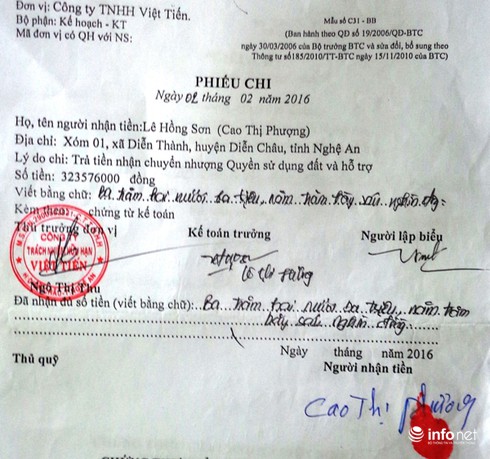 Đơn vị: Công ty TNHH Việt Tiến.
Bộ phận: Kế hoạch - KT
Mã đơn vị có QH với NS:
Mẫu số C31 - BB
(Ban hành theo QĐ số 19/2006/QĐ-BTC
ngày 30/03/2006 của Bộ trưởng BTC và sửa đổi, bổ sung theo
Thông tư số185/2010/TT-BTC ngày 15/11/2010 của BTC)
PHIẾU CHI
Ngày 02 tháng 02 năm 2016
Họ, tên người nhận tiền:Lê Hồng Sơn (Cao Thị Phượng)
Địa chỉ: Xóm 01, xã Diễn Thành, huyện Diễn Châu, tỉnh Nghệ An
Lý do chi: Trả tiền nhận chuyển nhượng Quyền sử dụng đất và hỗ trợ
Số tiền: 323576000 đồng
Viết bằng chữ: Ba trăm hai mươi ba triệu, năm trăm bảy sáu nghìn đg.
Kèm theo: chứng từ kế toán
Thủ trưởng đơn vị Kế toán trưởng Người lập biểu
CÔNG TY
TRÁCH NHIỆM HỮU HẠN
VIỆT TIẾN
Ngô Thị Thu
Đã nhận đủ số tiền (viết bằng chữ): Ba trăm hai mươi ba triệu, năm trăm
bảy sáu nghìn đồng
Ngày tháng năm 2016
Thủ quỹ Người nhận tiền
Cao Thị Phượng
infonet